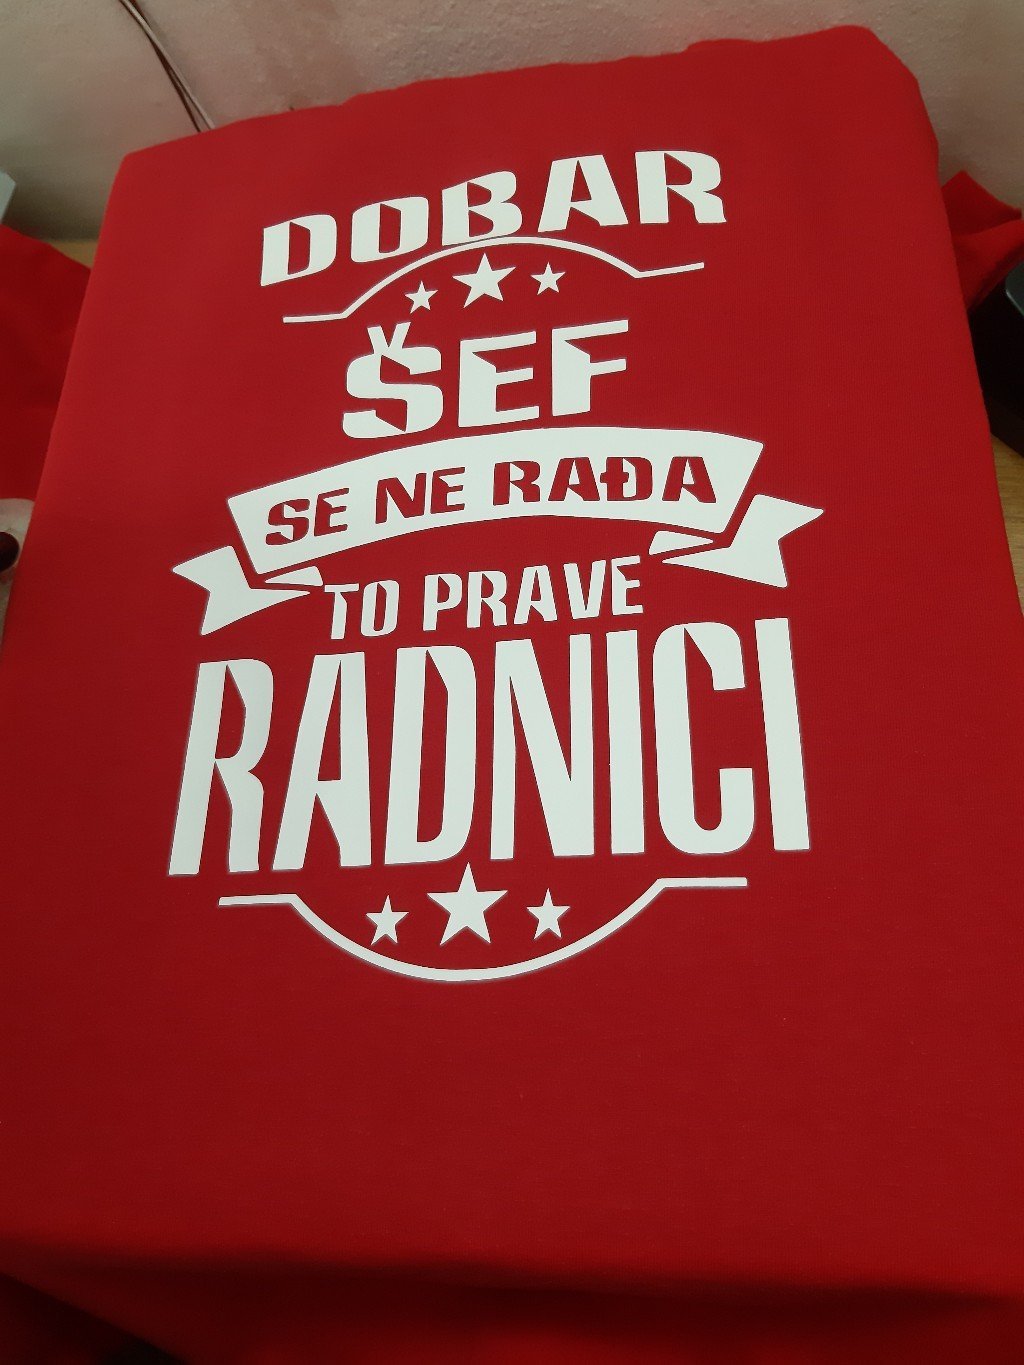 DOBAR
ŠEF
SE NE RAĐA
TO PRAVE
RADNICI